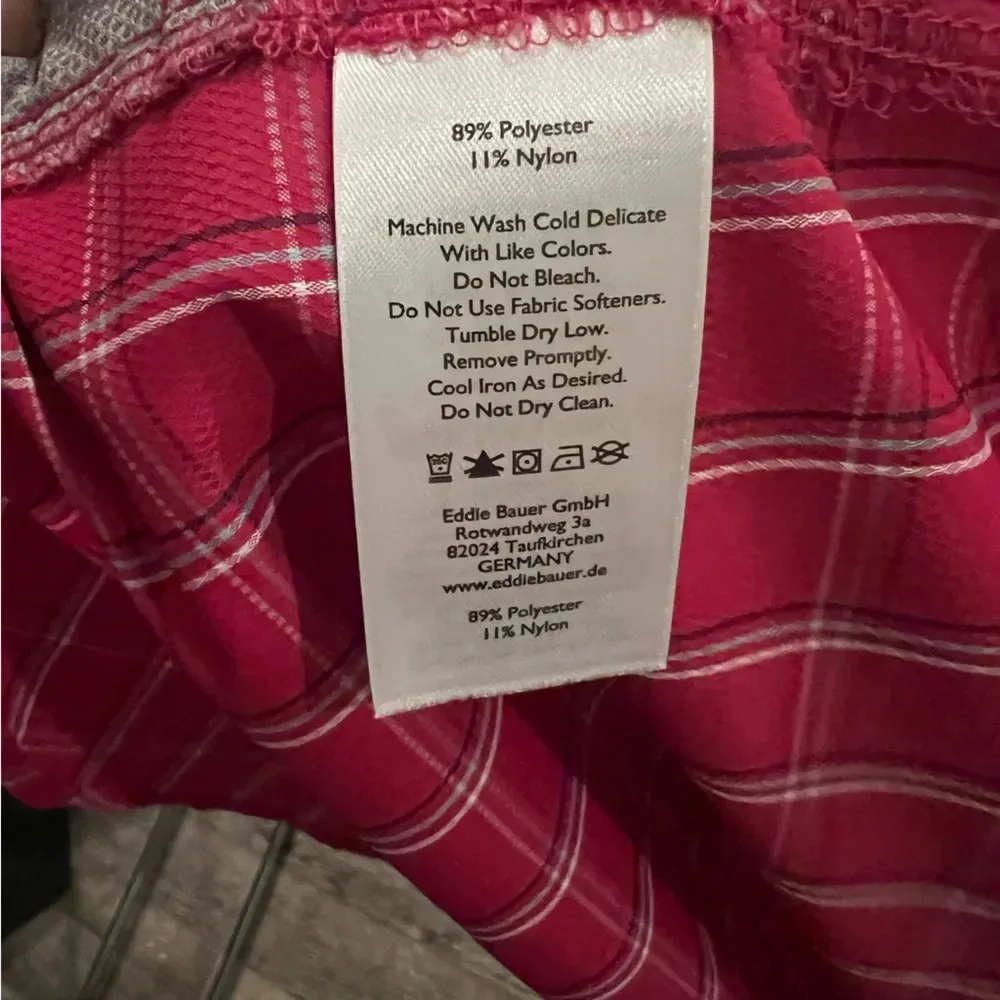 89% Polyester
11% Nylon
Machine Wash Cold Delicate
With Like Colors.
Do Not Bleach.
Do Not Use Fabric Softeners.
Tumble Dry Low.
Remove Promptly.
Cool Iron As Desired.
Do Not Dry Clean.
Eddie Bauer GmbH
Rotwandweg 3a
82024 Taufkirchen
GERMANY
www.eddiebauer.de
89% Polyester
11% Nylon